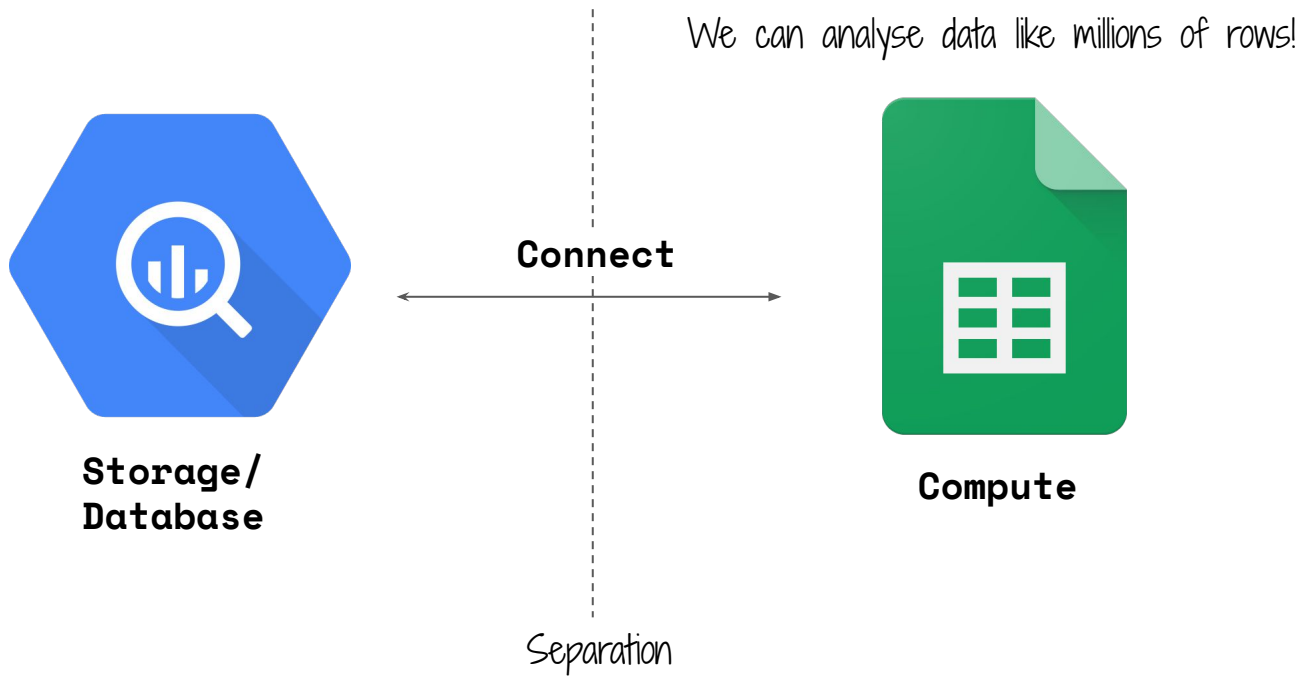 We can analyse data like millions of rows!
Connect
Storage/
Database
Compute
Separation